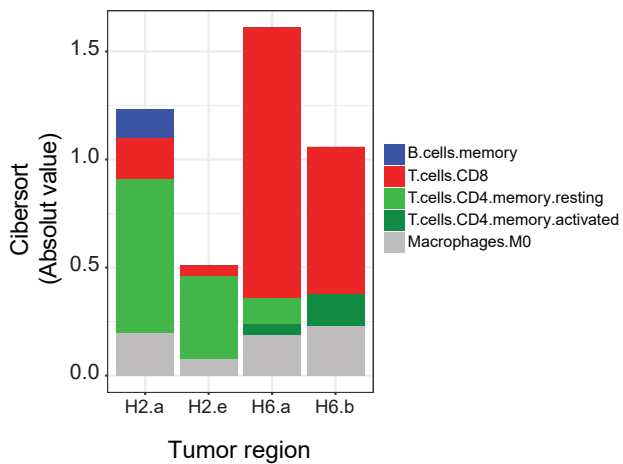 Cibersort
(Absolut value)
1.5
1.0
0.5
0.0
H2.a H2.e H6.a H6.b
Tumor region
B.cells.memory
T.cells.CD8
T.cells.CD4.memory.resting
T.cells.CD4.memory.activated
Macrophages.M0